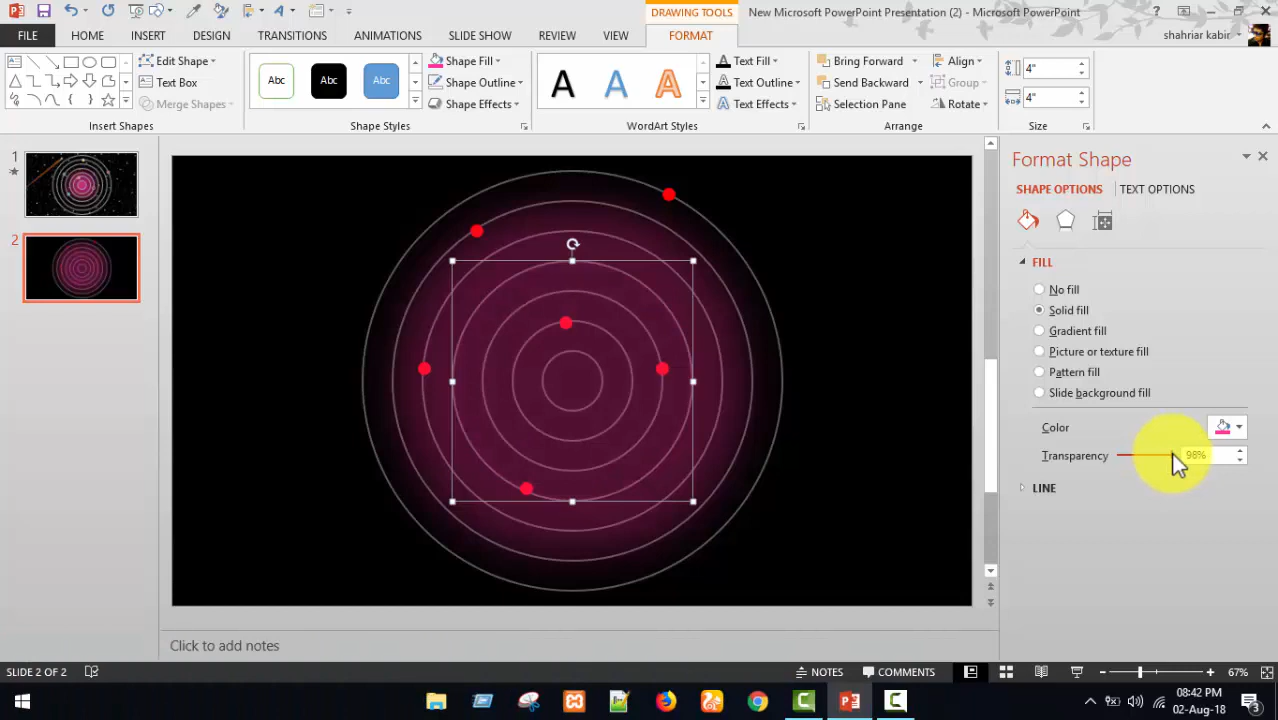 New Microsoft PowerPoint Presentation (2) - Microsoft PowerPoint
DRAWING TOOLS
FILE HOME INSERT DESIGN TRANSITIONS ANIMATIONS SLIDE SHOW REVIEW VIEW FORMAT
shahriar kabir
Edit Shape
Text Box
Merge Shapes
Insert Shapes
Abc Abc Abc
Shape Fill
Shape Outline
Shape Effects
Shape Styles
A A A
Text Fill
Text Outline
Text Effects
WordArt Styles
Bring Forward
Send Backward
Selection Pane
Align
Group
Rotate
Arrange
4"
4"
Size
1
2
Format Shape
SHAPE OPTIONS TEXT OPTIONS
FILL
No fill
Solid fill
Gradient fill
Picture or texture fill
Pattern fill
Slide background fill
Color
Transparency 98%
LINE
Click to add notes
SLIDE 2 OF 2
NOTES COMMENTS
67%
08:42 PM
02-Aug-18
3